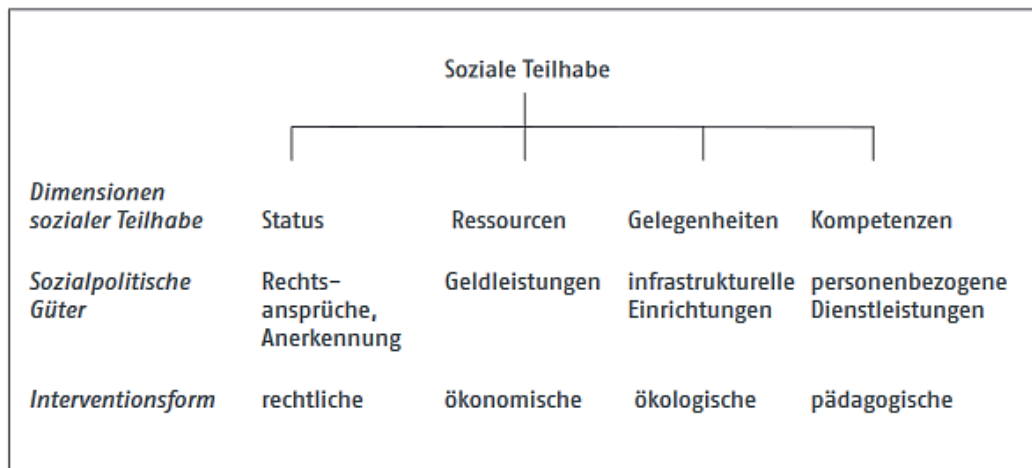 Soziale Teilhabe
Dimensionen
sozialer Teilhabe Status Ressourcen Gelegenheiten Kompetenzen
Sozialpolitische Rechts- Geldleistungen infrastrukturelle personenbezogene
Güter ansprüche, Einrichtungen Dienstleistungen
Anerkennung
Interventionsform rechtliche ökonomische ökologische pädagogische